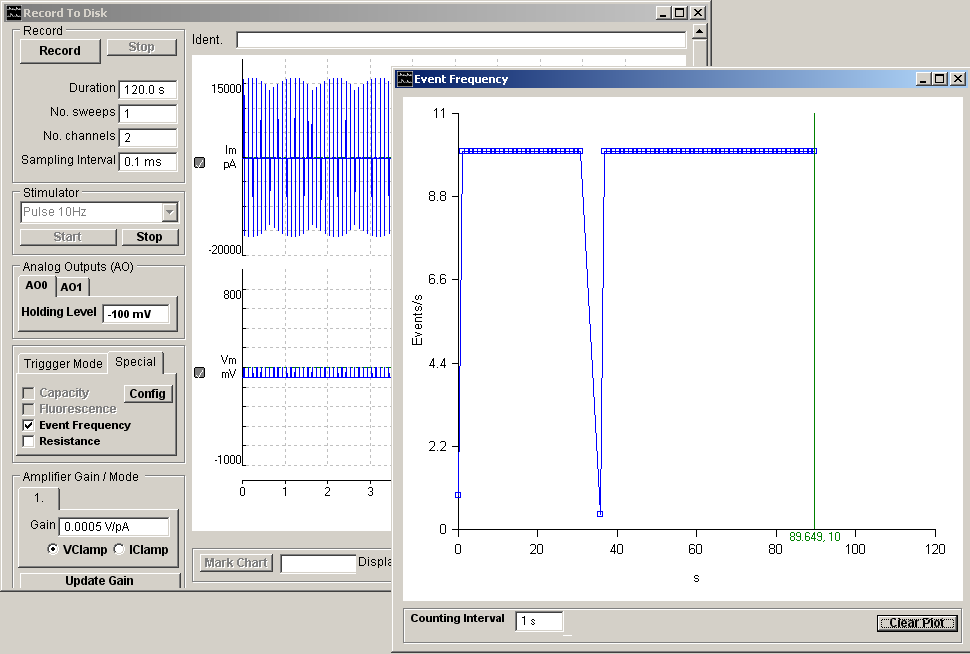 Record To Disk
Record
Record Stop
Duration 120.0 s
No. sweeps 1
No. channels 2
Sampling Interval 0.1 ms
Stimulator
Pulse 10Hz
Start Stop
Analog Outputs (AO)
AO0 AO1
Holding Level -100 mV
Triggger Mode Special
Capacity Config
Fluorescence
Event Frequency
Resistance
Amplifier Gain / Mode
1.
Gain 0.0005 V/pA
VClamp IClamp
Update Gain
Ident.
15000
Im
pA
-20000
800
Vm
mV
-1000
0 1 2 3
Mark Chart Displa
Event Frequency
11
8.8
6.6
4.4
2.2
0
Events/s
0 20 40 60 80 100 120
89.649, 10
s
Counting Interval 1 s Clear Plot